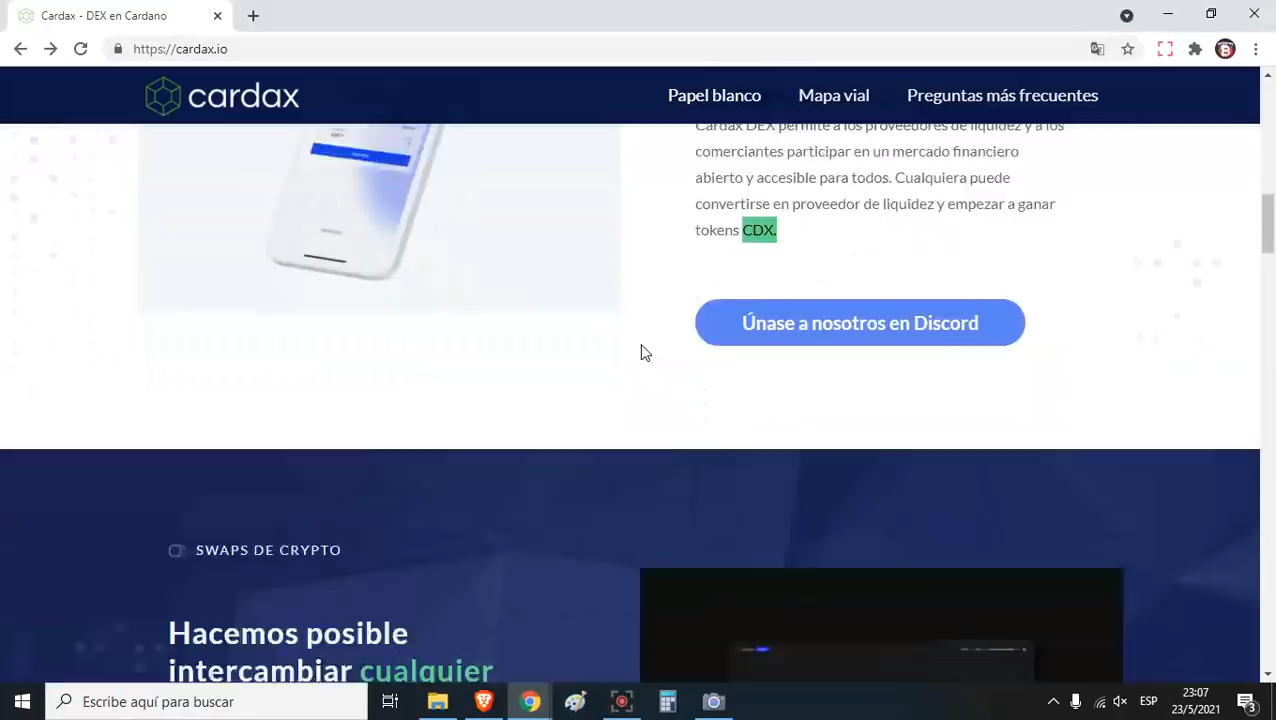 Cardax - DEX en Cardano
https://cardax.io
cardax
Papel blanco
Mapa vial
Preguntas más frecuentes
Cardax DEX permite a los proveedores de liquidez y a los
comerciantes participar en un mercado financiero
abierto y accesible para todos. Cualquiera puede
convertirse en proveedor de liquidez y empezar a ganar
tokens CDX.
Únase a nosotros en Discord
SWAPS DE CRYPTO
Hacemos posible
intercambiar cualquier
Escribe aquí para buscar
ESP
23:07
23/5/2021
3